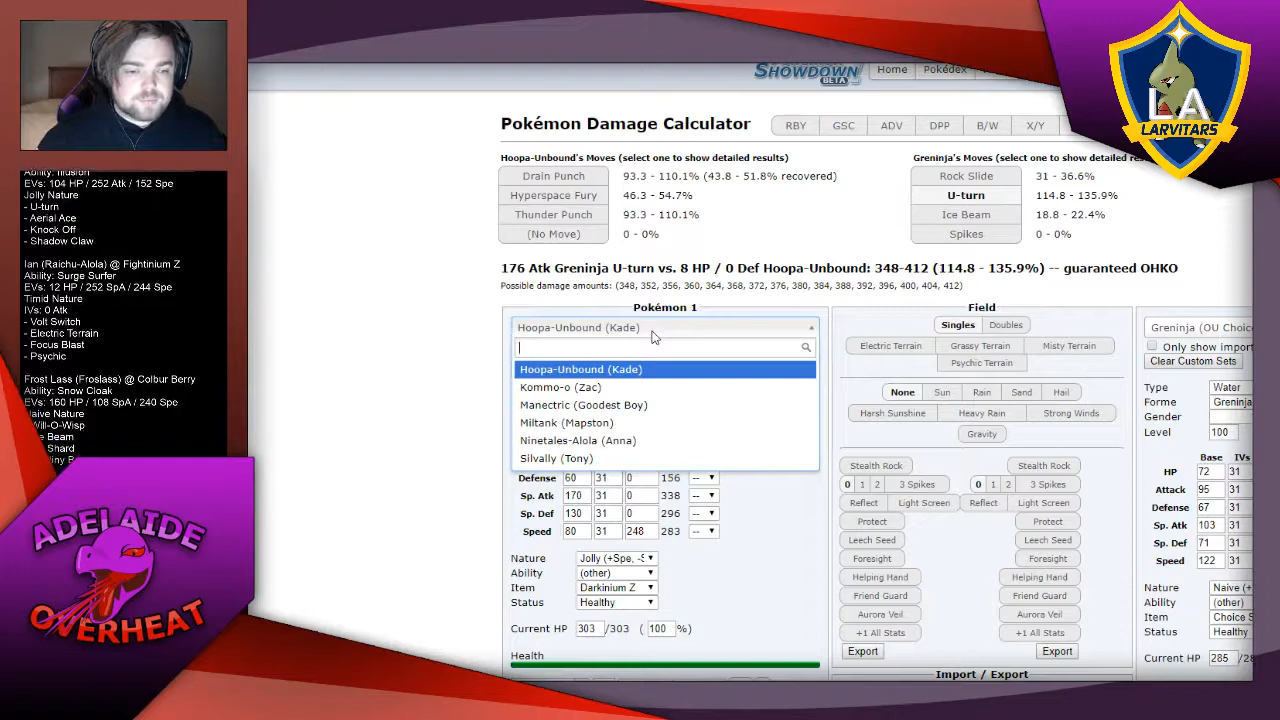 Ability: Illusion
EVs: 104 HP / 252 Atk / 152 Spe
Jolly Nature
- U-turn
- Aerial Ace
- Knock Off
- Shadow Claw
Ian (Raichu-Alola) @ Fightinium Z
Ability: Surge Surfer
EVs: 12 HP / 252 SpA / 244 Spe
Timid Nature
IVs: 0 Atk
- Volt Switch
- Electric Terrain
- Focus Blast
- Psychic
Frost Lass (Froslass) @ Colbur Berry
Ability: Snow Cloak
EVs: 160 HP / 108 SpA / 240 Spe
Naive Nature
Will-O-Wisp
Beam
Shard
Bo
ADELAIDE
OVERHEAT
SHOWDOWN
BETA
Home
Pokédex
Pokémon Damage Calculator
RBY
GSC
ADV
DPP
B/W
X/Y
Hoopa-Unbound's Moves (select one to show detailed results)
Drain Punch 93.3 - 110.1% (43.8 - 51.8% recovered)
Hyperspace Fury 46.3 - 54.7%
Thunder Punch 93.3 - 110.1%
(No Move) 0 - 0%
Greninja's Moves (select one to show detailed res
Rock Slide 31 - 36.6%
U-turn 114.8 - 135.9%
Ice Beam 18.8 - 22.4%
Spikes 0 - 0%
176 Atk Greninja U-turn vs. 8 HP / 0 Def Hoopa-Unbound: 348-412 (114.8 - 135.9%) -- guaranteed OHKO
Possible damage amounts: (348, 352, 356, 360, 364, 368, 372, 376, 380, 384, 388, 392, 396, 400, 404, 412)
Pokémon 1
Hoopa-Unbound (Kade)
Hoopa-Unbound (Kade)
Kommo-o (Zac)
Manectric (Goodest Boy)
Miltank (Mapston)
Ninetales-Alola (Anna)
Silvally (Tony)
Defense 60 31 0 156 --
Sp. Atk 170 31 0 338 --
Sp. Def 130 31 0 296 --
Speed 80 31 248 283 --
Nature Jolly (+Spe, -S
Ability (other)
Item Darkinium Z
Status Healthy
Current HP 303 /303 ( 100 %)
Health
Field
Singles Doubles
Electric Terrain Grassy Terrain Misty Terrain
Psychic Terrain
None Sun Rain Sand Hail
Harsh Sunshine Heavy Rain Strong Winds
Gravity
Stealth Rock Stealth Rock
0 1 2 3 Spikes 0 1 2 3 Spikes
Reflect Light Screen Reflect Light Screen
Protect Protect
Leech Seed Leech Seed
Foresight Foresight
Helping Hand Helping Hand
Friend Guard Friend Guard
Aurora Veil Aurora Veil
+1 All Stats +1 All Stats
Export Export
Import / Export
Greninja (OU Choic
Only show impor
Clear Custom Sets
Type Water
Forme Greninja
Gender
Level 100
Base IVs
HP 72 31
Attack 95 31
Defense 67 31
Sp. Atk 103 31
Sp. Def 71 31
Speed 122 31
Nature Naive (+
Ability (other)
Item Choice S
Status Healthy
Current HP 285 /28
LA
LARVITARS